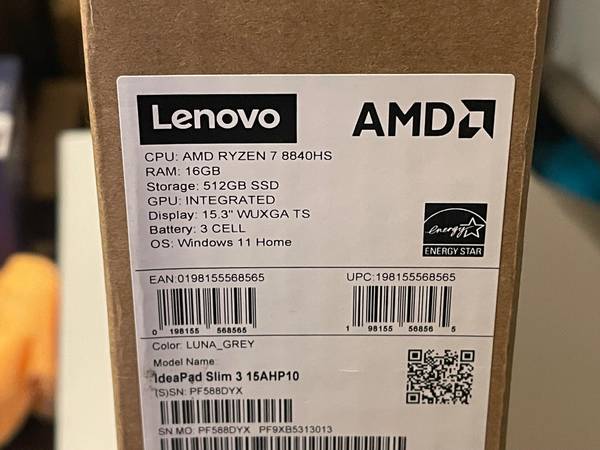 Lenovo AMD
CPU: AMD RYZEN 7 8840HS
RAM: 16GB
Storage: 512GB SSD
GPU: INTEGRATED
Display: 15.3" WUXGA TS
Battery: 3 CELL
OS: Windows 11 Home
energy
ENERGY STAR
EAN:0198155568565 UPC:198155568565
0 198155 568565 1 98155 56856 5
Color: LUNA_GREY
Model Name:
IdeaPad Slim 3 15AHP10
(S)SN: PF588DYX
SN MO: PF588DYX PF9XB5313013